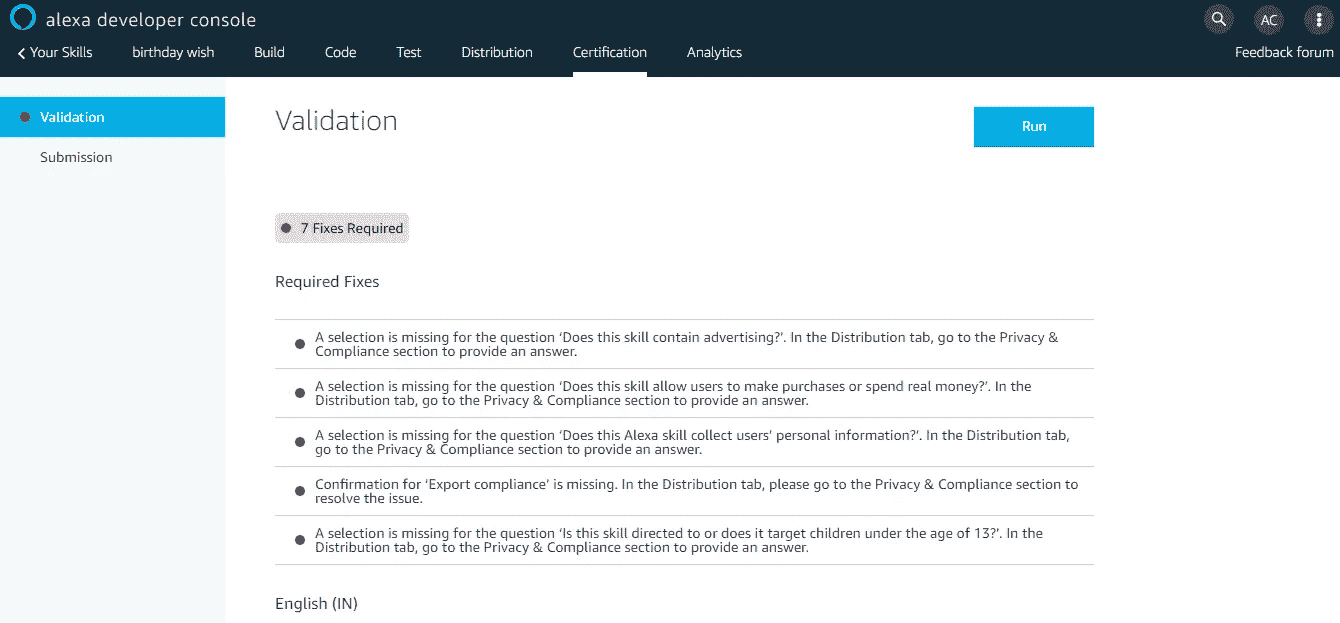 alexa developer console
AC
Your Skills
birthday wish
Build
Code
Test
Distribution
Certification
Analytics
Feedback forum
Validation
Submission
Validation
Run
7 Fixes Required
Required Fixes
A selection is missing for the question ‘Does this skill contain advertising?’. In the Distribution tab, go to the Privacy &
Compliance section to provide an answer.
A selection is missing for the question ‘Does this skill allow users to make purchases or spend real money?’. In the
Distribution tab, go to the Privacy & Compliance section to provide an answer.
A selection is missing for the question ‘Does this Alexa skill collect users’ personal information?’. In the Distribution tab,
go to the Privacy & Compliance section to provide an answer.
Confirmation for ‘Export compliance’ is missing. In the Distribution tab, please go to the Privacy & Compliance section to
resolve the issue.
A selection is missing for the question ‘Is this skill directed to or does it target children under the age of 13?’. In the
Distribution tab, go to the Privacy & Compliance section to provide an answer.
English (IN)